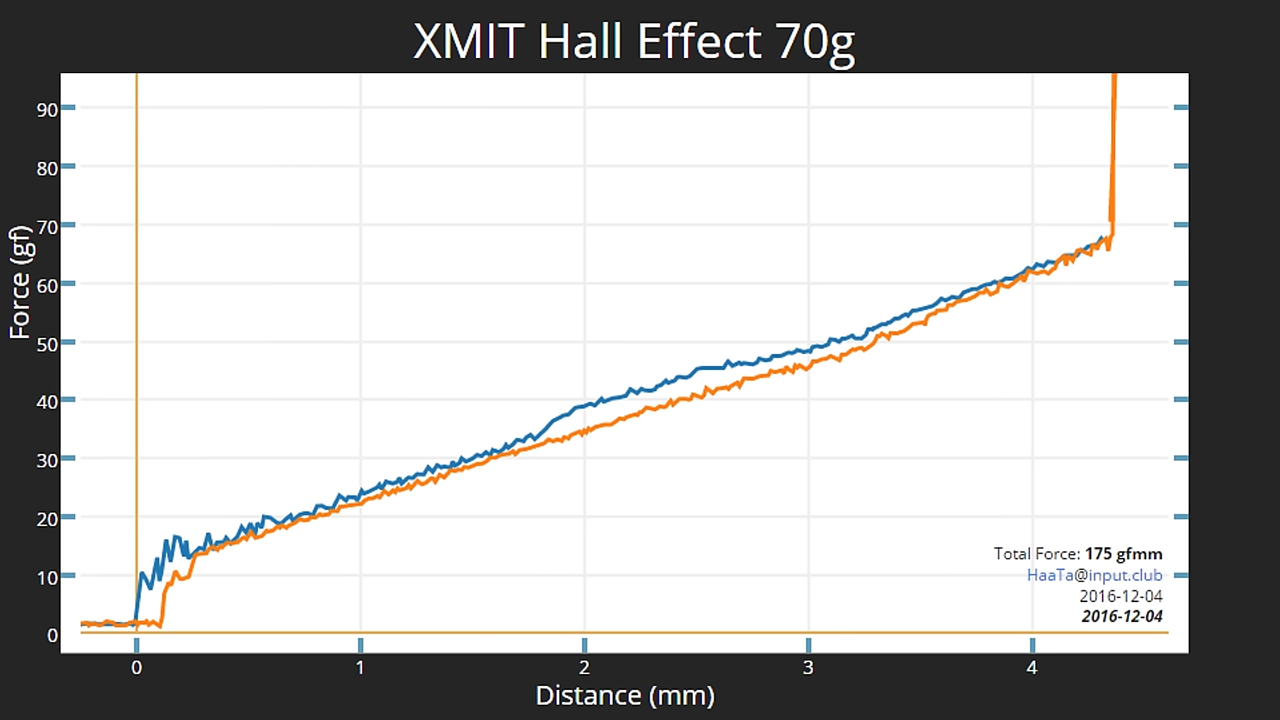 XMIT Hall Effect 70g
Force (gf)
90
80
70
60
50
40
30
20
10
0
Total Force: 175 gfmm
HaaTa@input.club
2016-12-04
2016-12-04
0 1 2 3 4
Distance (mm)